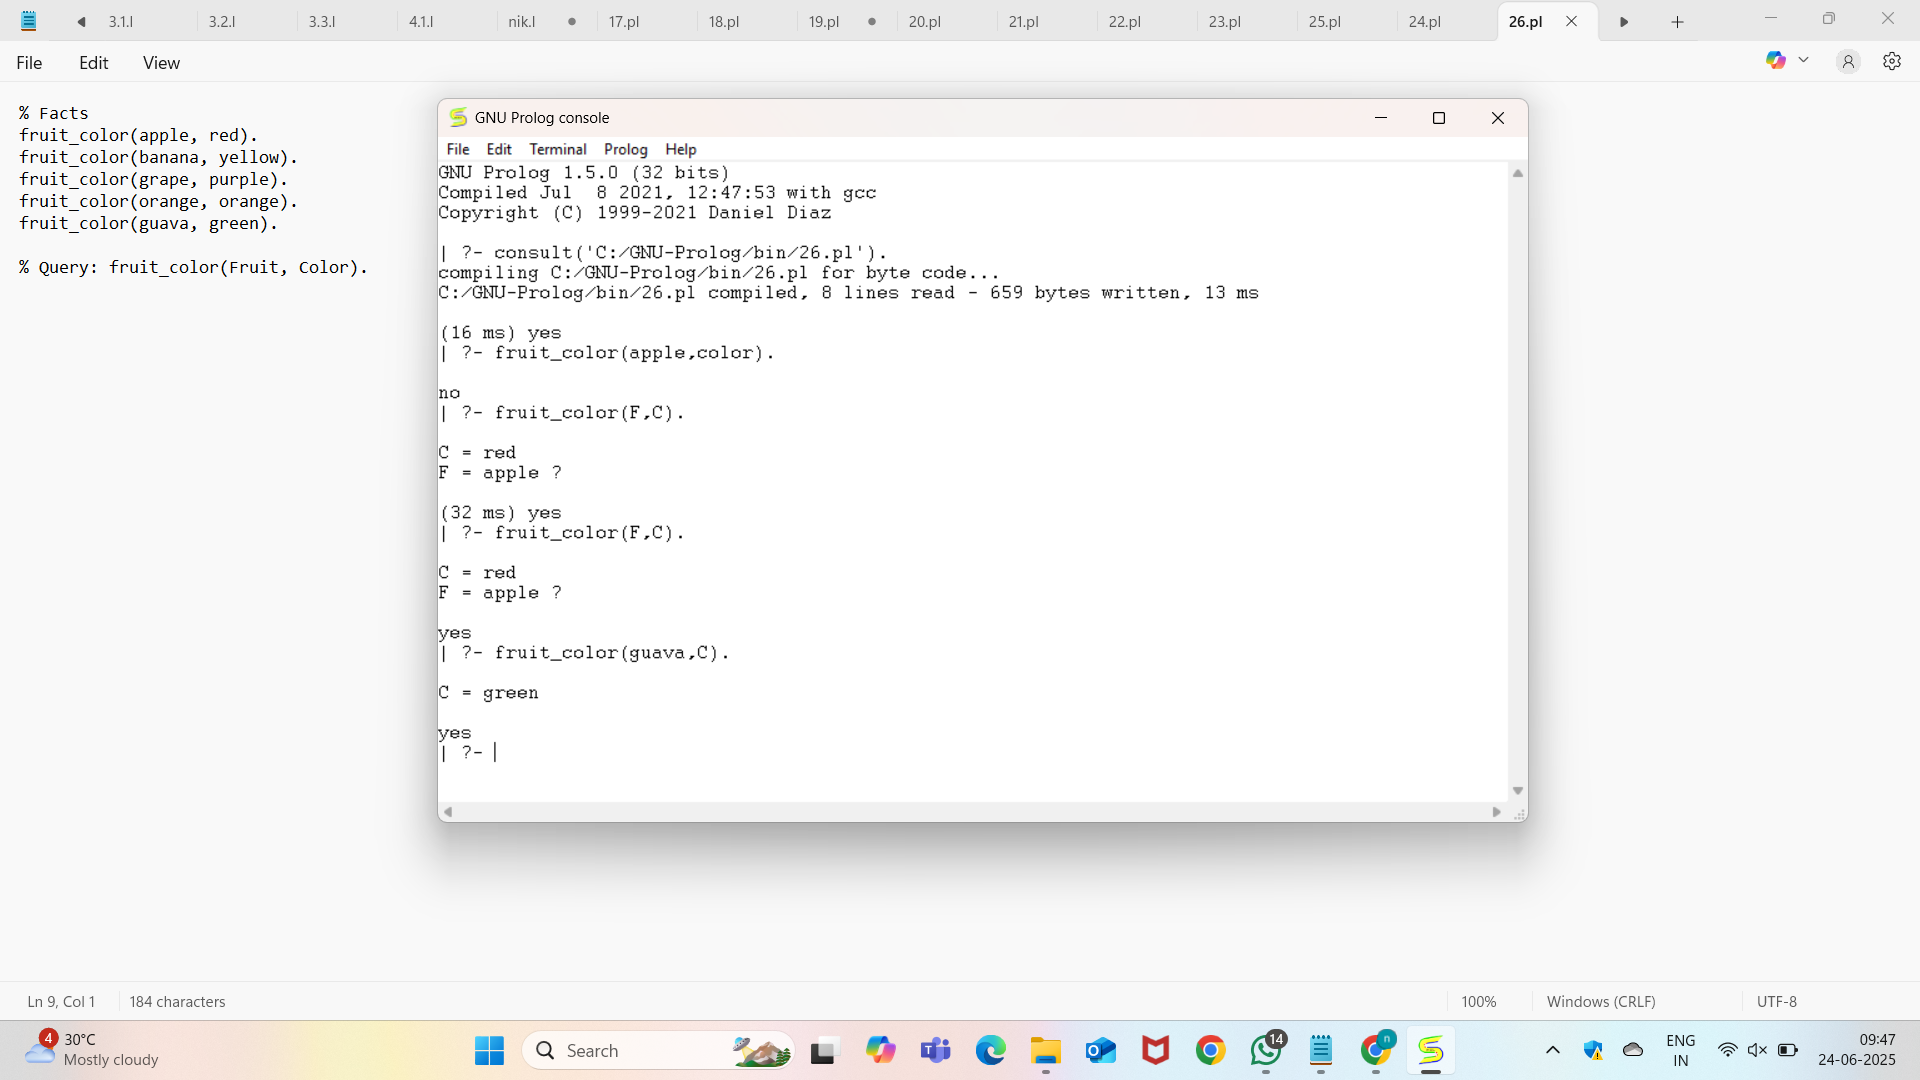 3.1.l 3.2.l 3.3.l 4.1.l nik.l 17.pl 18.pl 19.pl 20.pl 21.pl 22.pl 23.pl 25.pl 24.pl 26.pl
File Edit View
% Facts
fruit_color(apple, red).
fruit_color(banana, yellow).
fruit_color(grape, purple).
fruit_color(orange, orange).
fruit_color(guava, green).
% Query: fruit_color(Fruit, Color).
GNU Prolog console
File Edit Terminal Prolog Help
GNU Prolog 1.5.0 (32 bits)
Compiled Jul  8 2021, 12:47:53 with gcc
Copyright (C) 1999-2021 Daniel Diaz
| ?- consult('C:/GNU-Prolog/bin/26.pl').
compiling C:/GNU-Prolog/bin/26.pl for byte code...
C:/GNU-Prolog/bin/26.pl compiled, 8 lines read - 659 bytes written, 13 ms
(16 ms) yes
| ?- fruit_color(apple,color).
no
| ?- fruit_color(F,C).
C = red
F = apple ?
(32 ms) yes
| ?- fruit_color(F,C).
C = red
F = apple ?
yes
| ?- fruit_color(guava,C).
C = green
yes
| ?-
Ln 9, Col 1 184 characters 100% Windows (CRLF) UTF-8
4 30°C
Mostly cloudy
Search
14
n
ENG
IN
09:47
24-06-2025